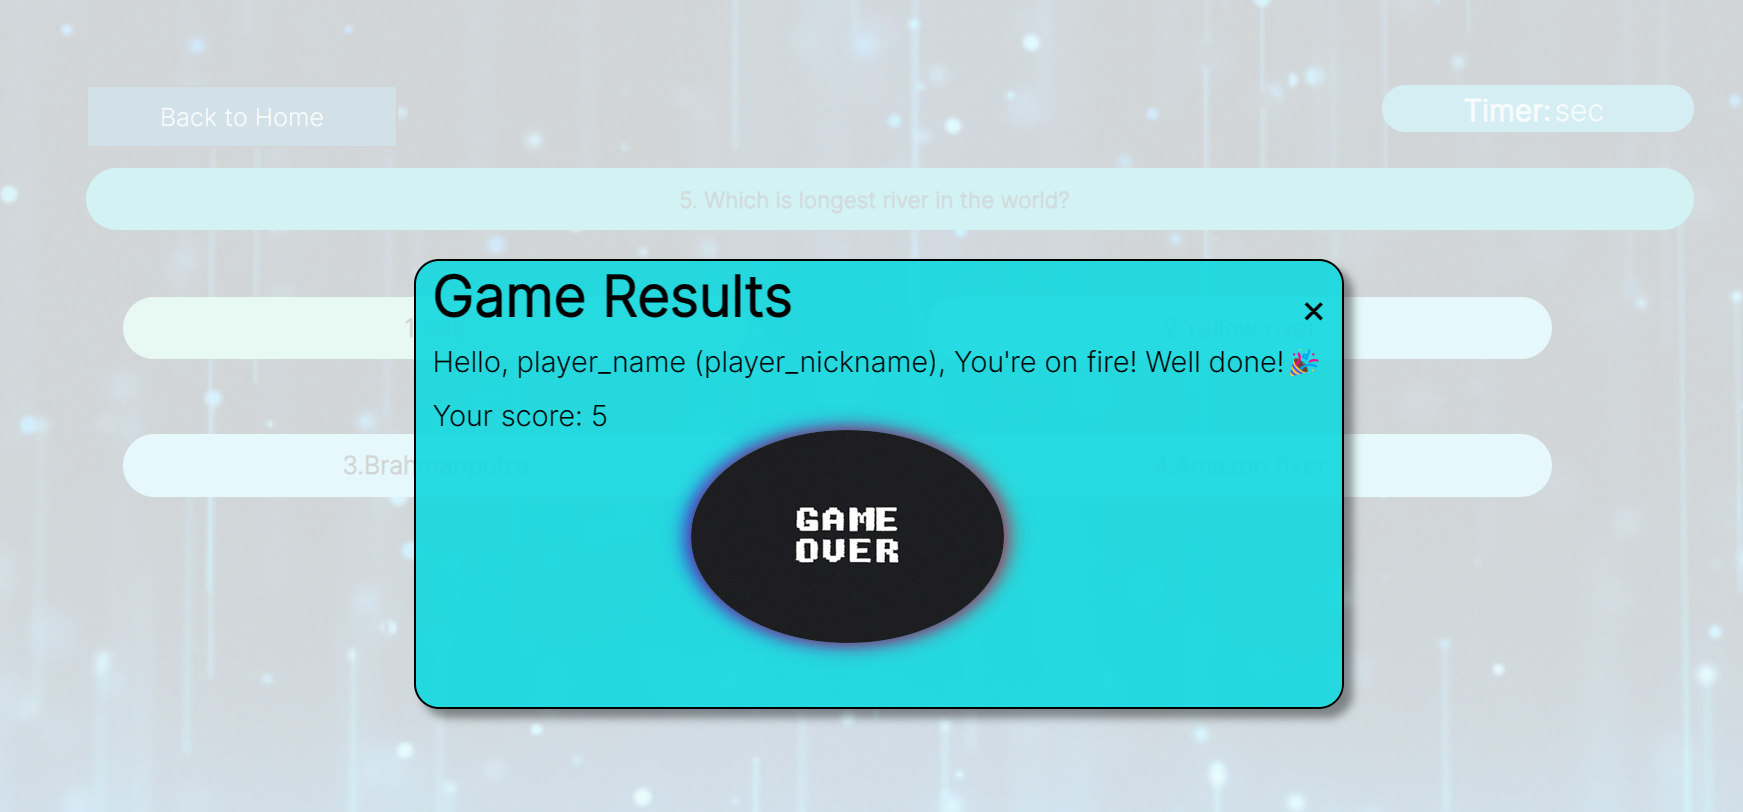 Back to Home
Timer: sec
5. Which is longest river in the world?
Game Results
×
Hello, player_name (player_nickname), You're on fire! Well done!🎉
Your score: 5
1.Nile
2.Yellow river
3.Brahmanputra
4.Amazon river
GAME
OVER